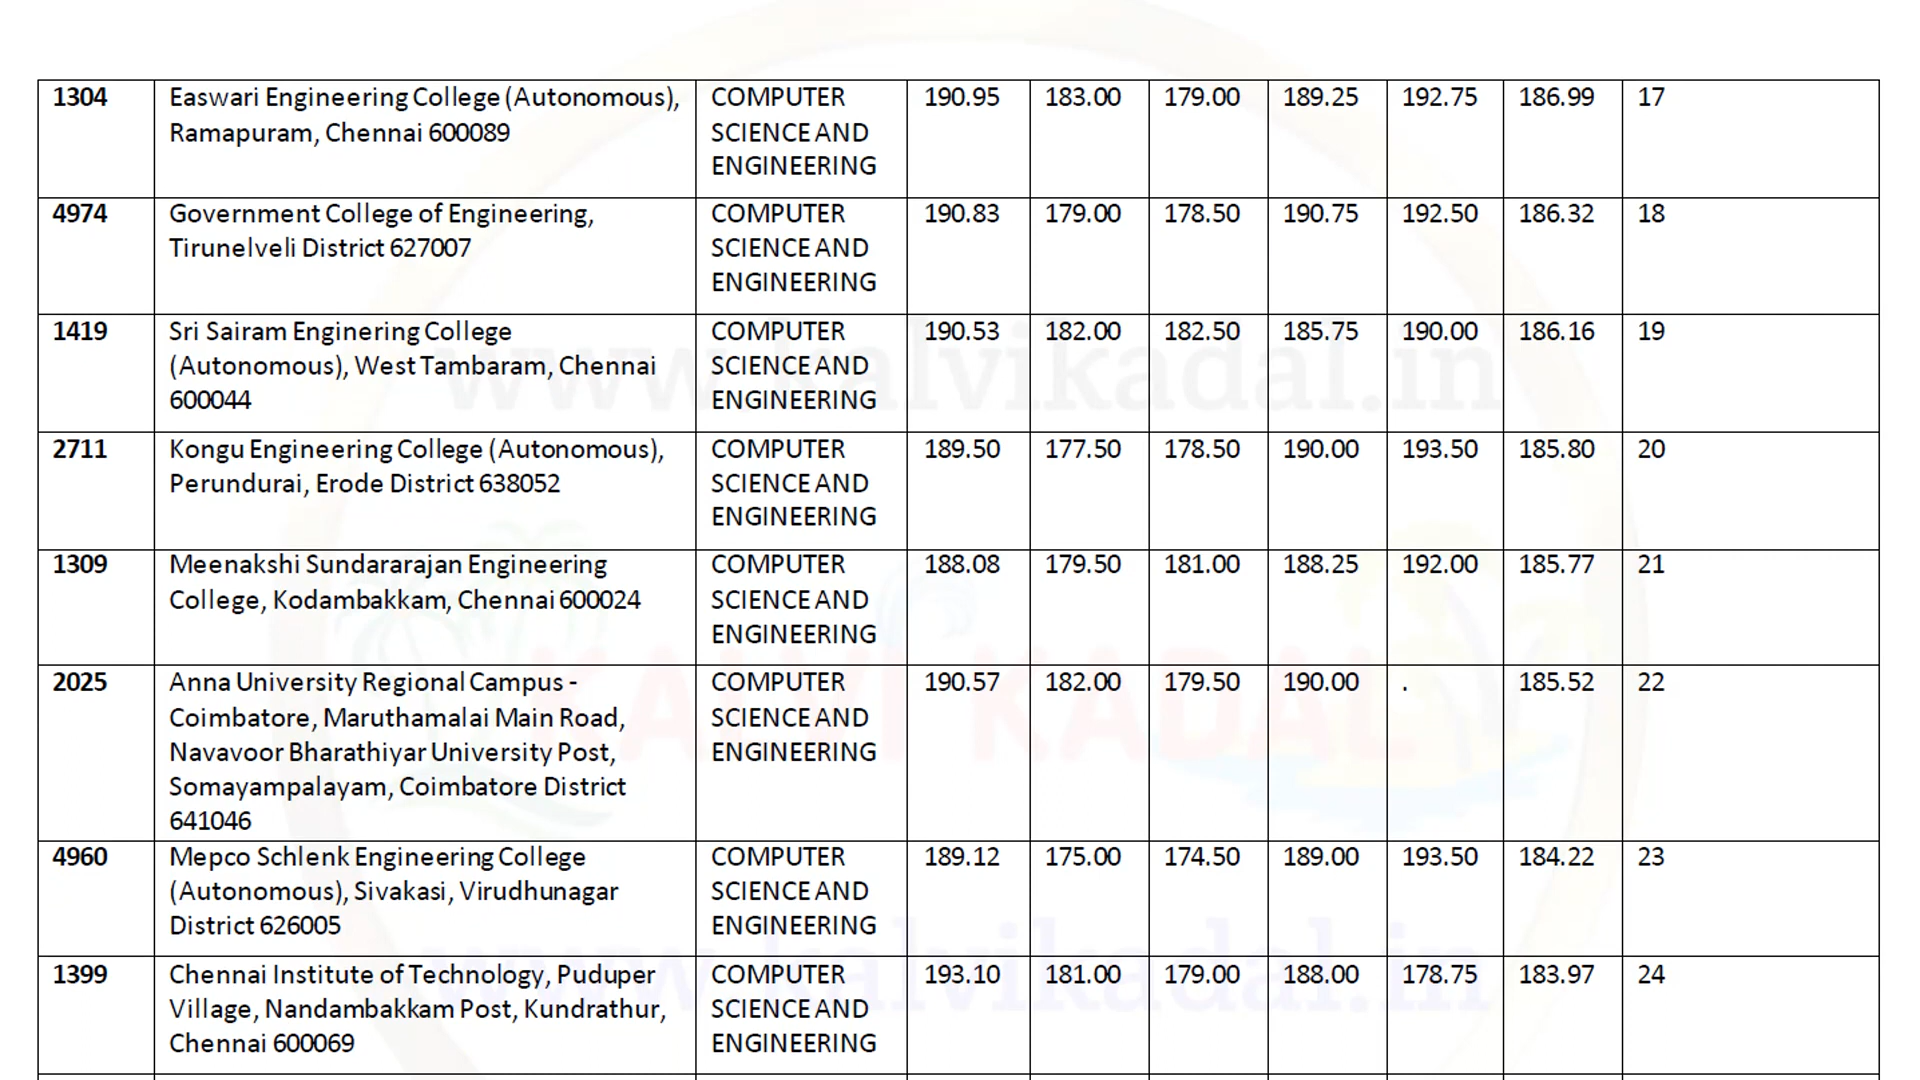 1304 Easwari Engineering College (Autonomous), COMPUTER 190.95 183.00 179.00 189.25 192.75 186.99 17
Ramapuram, Chennai 600089 SCIENCE AND
ENGINEERING
4974 Government College of Engineering, COMPUTER 190.83 179.00 178.50 190.75 192.50 186.32 18
Tirunelveli District 627007 SCIENCE AND
ENGINEERING
1419 Sri Sairam Enginering College COMPUTER 190.53 182.00 182.50 185.75 190.00 186.16 19
(Autonomous), West Tambaram, Chennai SCIENCE AND
600044 ENGINEERING
www.kalvikadal.in
2711 Kongu Engineering College (Autonomous), COMPUTER 189.50 177.50 178.50 190.00 193.50 185.80 20
Perundurai, Erode District 638052 SCIENCE AND
ENGINEERING
1309 Meenakshi Sundararajan Engineering COMPUTER 188.08 179.50 181.00 188.25 192.00 185.77 21
College, Kodambakkam, Chennai 600024 SCIENCE AND
ENGINEERING
2025 Anna University Regional Campus - COMPUTER 190.57 182.00 179.50 190.00 . 185.52 22
Coimbatore, Maruthamalai Main Road, SCIENCE AND
Navavoor Bharathiyar University Post, ENGINEERING
Somayampalayam, Coimbatore District
641046
KALVI KADAL
4960 Mepco Schlenk Engineering College COMPUTER 189.12 175.00 174.50 189.00 193.50 184.22 23
(Autonomous), Sivakasi, Virudhunagar SCIENCE AND
District 626005 ENGINEERING
1399 Chennai Institute of Technology, Puduper COMPUTER 193.10 181.00 179.00 188.00 178.75 183.97 24
Village, Nandambakkam Post, Kundrathur, SCIENCE AND
Chennai 600069 ENGINEERING
www.kalvikadal.in